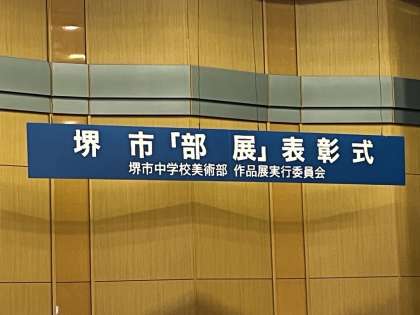 堺 市「部 展」表 彰 式
堺市中学校美術部 作品展実行委員会